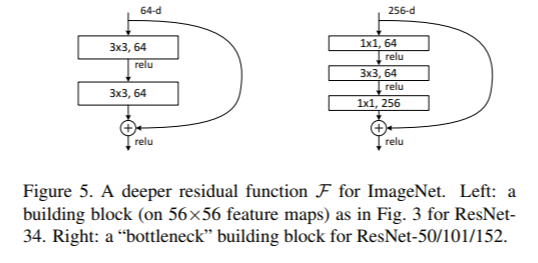 64-d
3x3, 64
relu
3x3, 64
+
relu
256-d
1x1, 64
relu
3x3, 64
relu
1x1, 256
+
relu
Figure 5. A deeper residual function F for ImageNet. Left: a
building block (on 56×56 feature maps) as in Fig. 3 for ResNet-
34. Right: a “bottleneck” building block for ResNet-50/101/152.